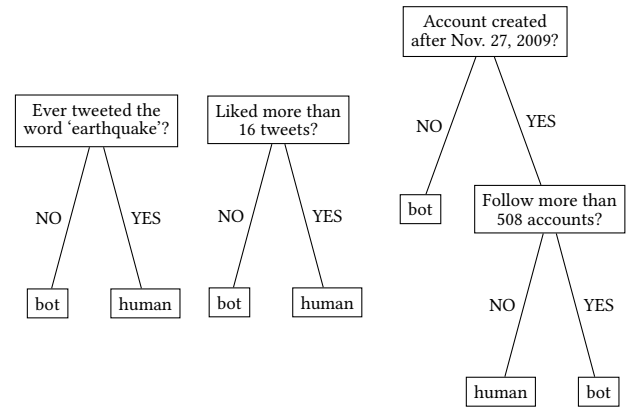 Ever tweeted the
word ‘earthquake’?
NO
YES
bot
human
Liked more than
16 tweets?
NO
YES
bot
human
Account created
after Nov. 27, 2009?
NO
YES
bot
Follow more than
508 accounts?
NO
YES
human
bot